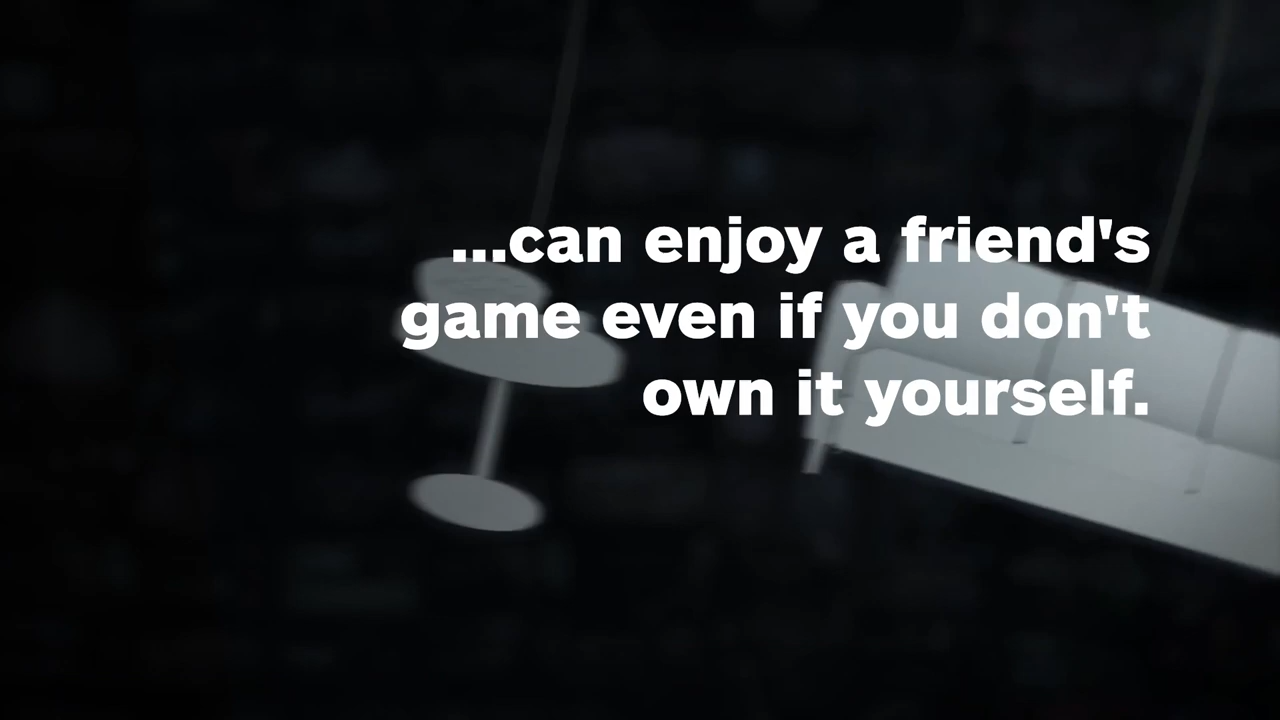 ...can enjoy a friend's
game even if you don't
own it yourself.